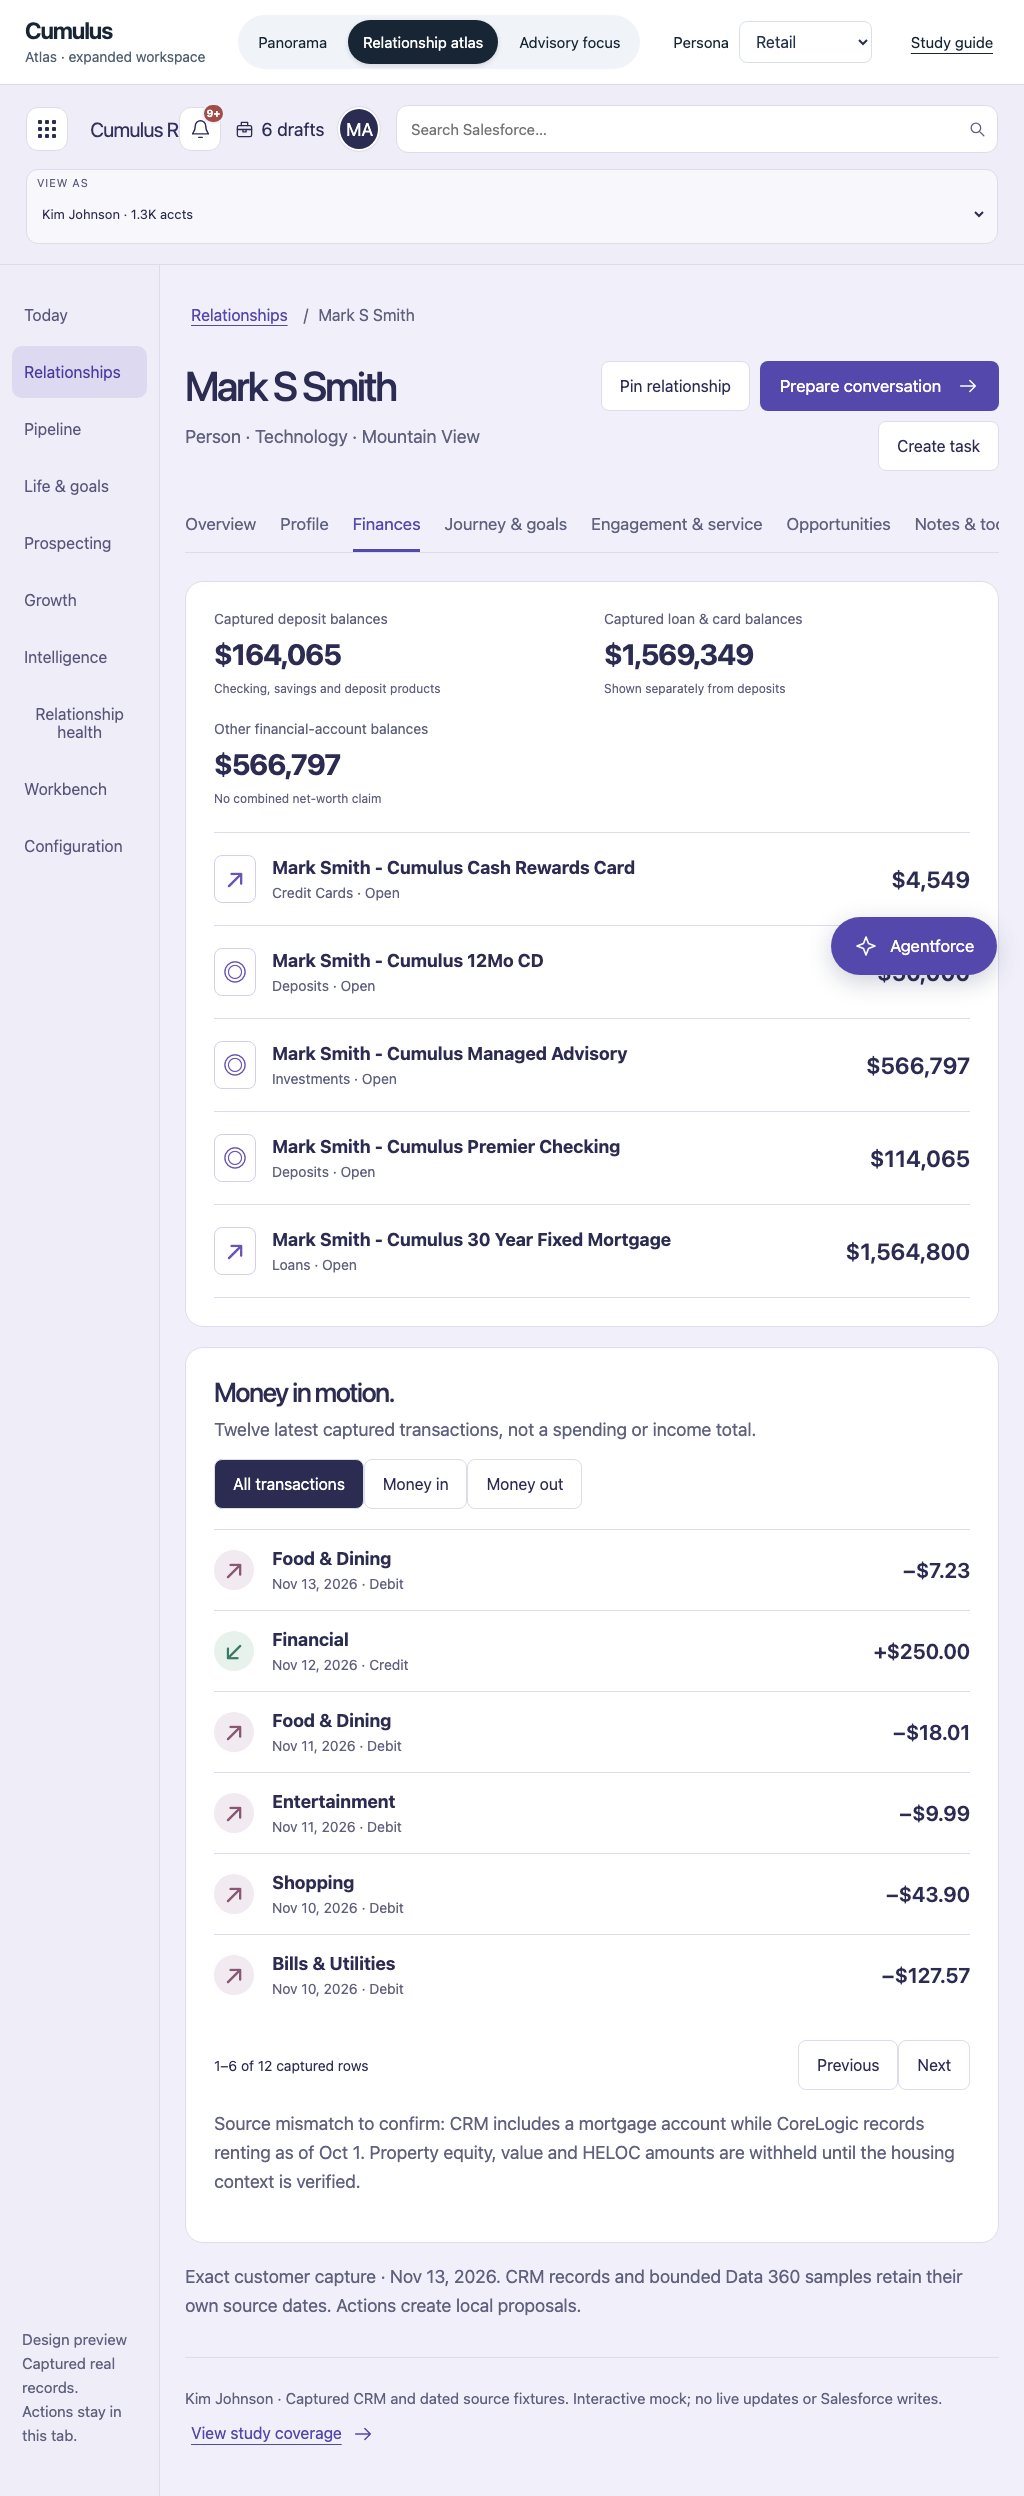 Cumulus
Atlas · expanded workspace
Panorama
Relationship atlas
Advisory focus
Persona
Retail
Study guide
Cumulus R
9+
6 drafts
MA
Search Salesforce...
VIEW AS
Kim Johnson · 1.3K accts
Today
Relationships
Pipeline
Life & goals
Prospecting
Growth
Intelligence
Relationship
health
Workbench
Configuration
Relationships / Mark S Smith
Mark S Smith
Person · Technology · Mountain View
Pin relationship
Prepare conversation
Create task
Overview
Profile
Finances
Journey & goals
Engagement & service
Opportunities
Notes &
Captured deposit balances
$164,065
Checking, savings and deposit products
Captured loan & card balances
$1,569,349
Shown separately from deposits
Other financial-account balances
$566,797
No combined net-worth claim
Mark Smith - Cumulus Cash Rewards Card
Credit Cards · Open
$4,549
Agentforce
Mark Smith - Cumulus 12Mo CD
Deposits · Open
Mark Smith - Cumulus Managed Advisory
Investments · Open
$566,797
Mark Smith - Cumulus Premier Checking
Deposits · Open
$114,065
Mark Smith - Cumulus 30 Year Fixed Mortgage
Loans · Open
$1,564,800
Money in motion.
Twelve latest captured transactions, not a spending or income total.
All transactions
Money in
Money out
Food & Dining
Nov 13, 2026 · Debit
–$7.23
Financial
Nov 12, 2026 · Credit
+$250.00
Food & Dining
Nov 11, 2026 · Debit
–$18.01
Entertainment
Nov 11, 2026 · Debit
–$9.99
Shopping
Nov 10, 2026 · Debit
–$43.90
Bills & Utilities
Nov 10, 2026 · Debit
–$127.57
1–6 of 12 captured rows
Previous
Next
Source mismatch to confirm: CRM includes a mortgage account while CoreLogic records
renting as of Oct 1. Property equity, value and HELOC amounts are withheld until the housing
context is verified.
Exact customer capture · Nov 13, 2026. CRM records and bounded Data 360 samples retain their
own source dates. Actions create local proposals.
Design preview
Captured real
records.
Actions stay in
this tab.
Kim Johnson · Captured CRM and dated source fixtures. Interactive mock; no live updates or Salesforce writes.
View study coverage